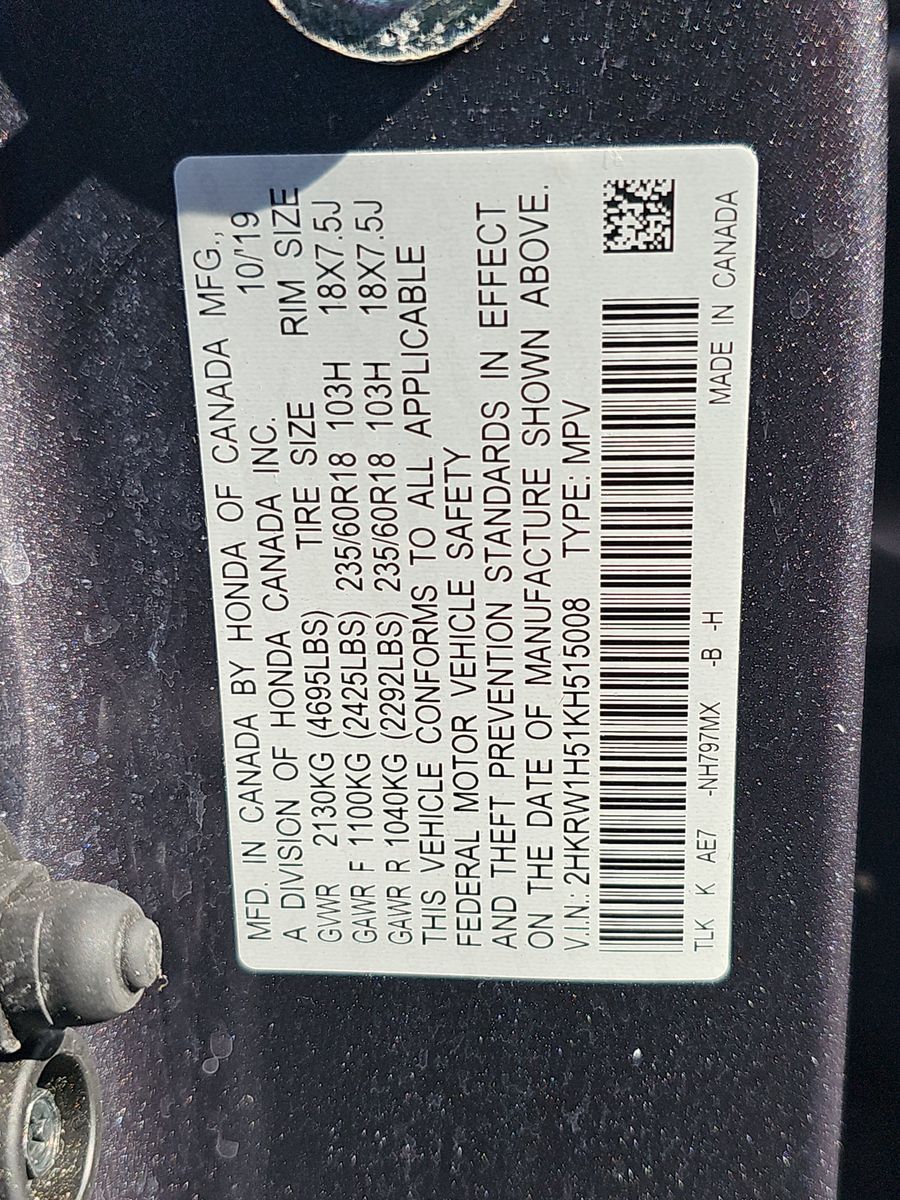 MFD. IN CANADA BY HONDA OF CANADA MFG.,
A DIVISION OF HONDA CANADA INC. 10/'19
GVWR 2130KG (4695LBS) TIRE SIZE RIM SIZE
GAWR F 1100KG (2425LBS) 235/60R18 103H 18X7.5J
GAWR R 1040KG (2292LBS) 235/60R18 103H 18X7.5J
THIS VEHICLE CONFORMS TO ALL APPLICABLE
FEDERAL MOTOR VEHICLE SAFETY
AND THEFT PREVENTION STANDARDS IN EFFECT
ON THE DATE OF MANUFACTURE SHOWN ABOVE.
V.I.N.: 2HKRW1H51KH515008 TYPE: MPV
TLK K AE7 -NH797MX -B -H MADE IN CANADA